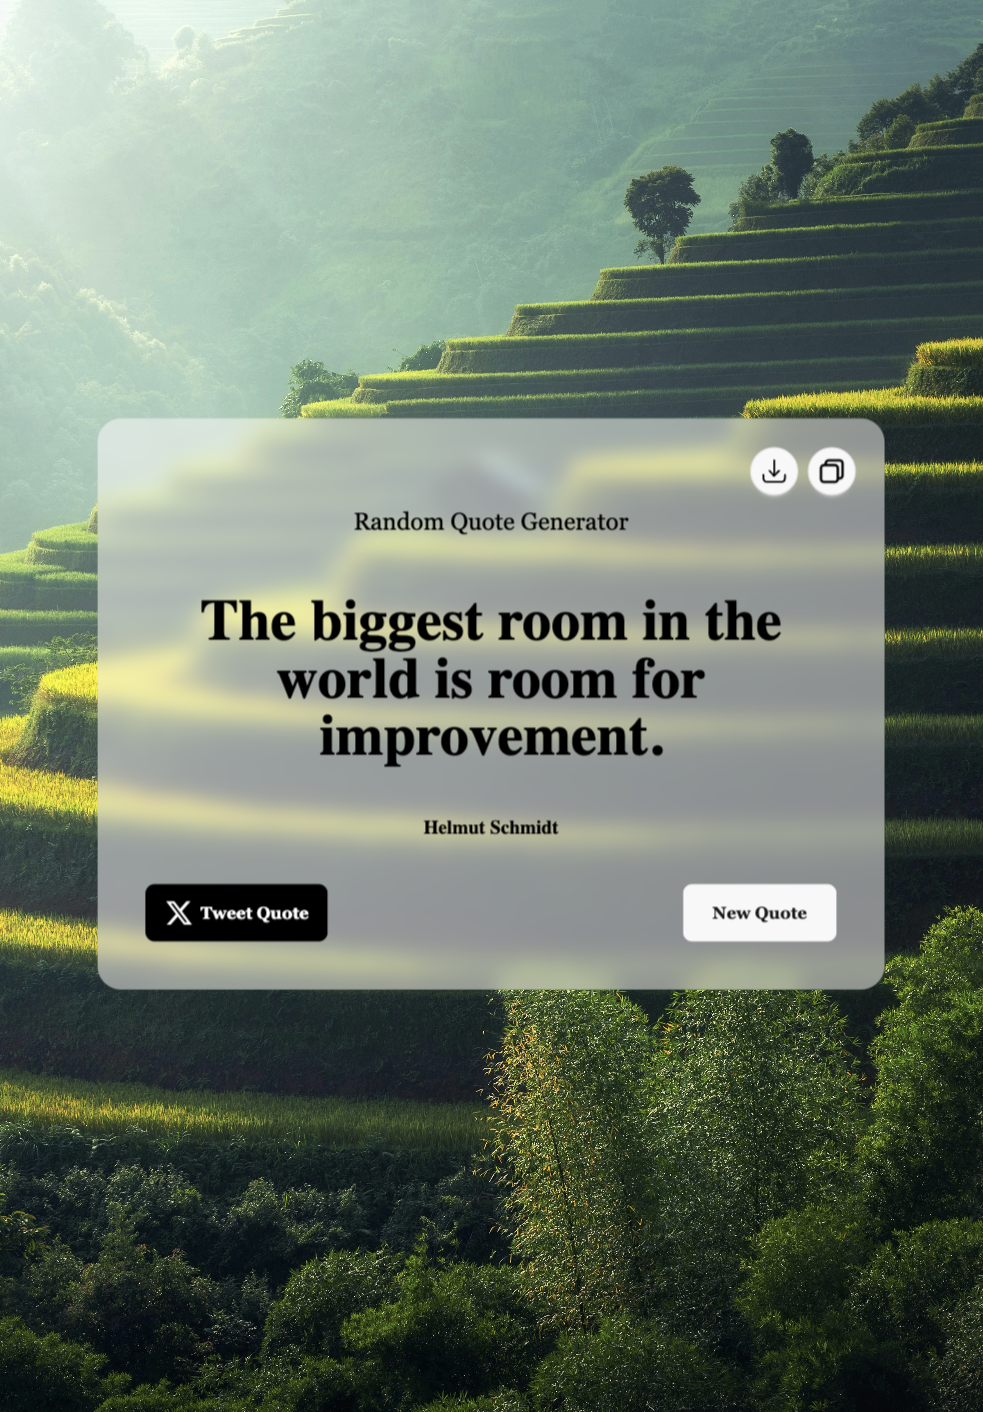 Random Quote Generator
The biggest room in the
world is room for
improvement.
Helmut Schmidt
Tweet Quote
New Quote